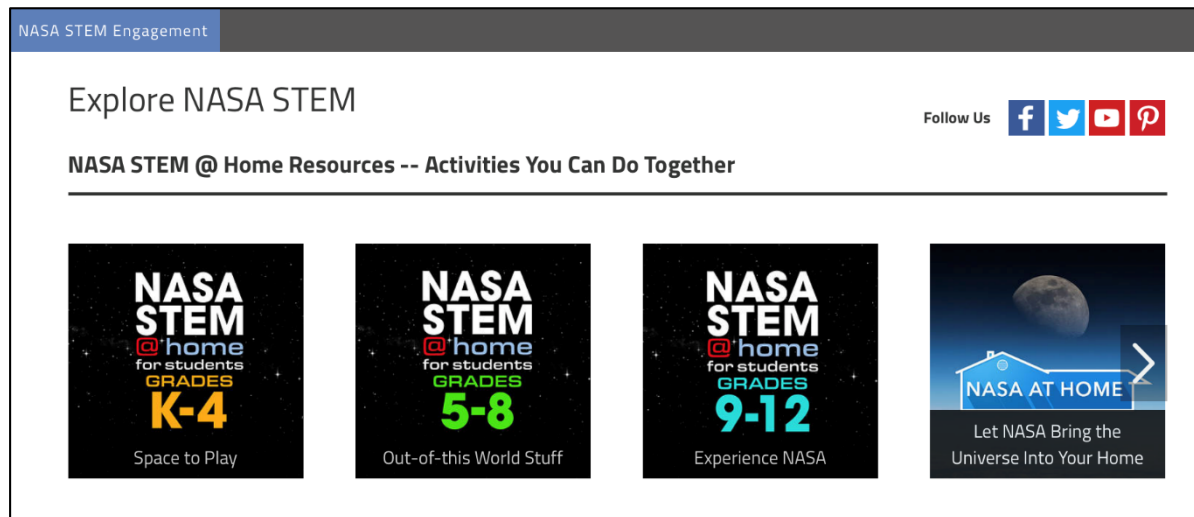 NASA STEM Engagement
Explore NASA STEM
Follow Us
NASA STEM @ Home Resources -- Activities You Can Do Together
NASA
STEM
@home
for students
GRADES
K-4
Space to Play
NASA
STEM
@home
for students
GRADES
5-8
Out-of-this World Stuff
NASA
STEM
@home
for students
GRADES
9-12
Experience NASA
NASA AT HOME
Let NASA Bring the
Universe Into Your Home